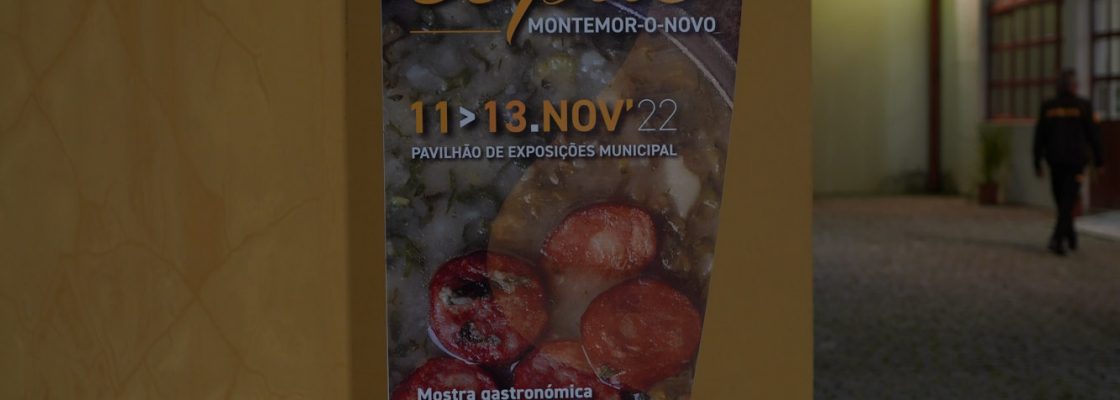 MONTEMOR-O-NOVO
11>13.NOV'22
PAVILHÃO DE EXPOSIÇÕES MUNICIPAL
Mostra gastronómica